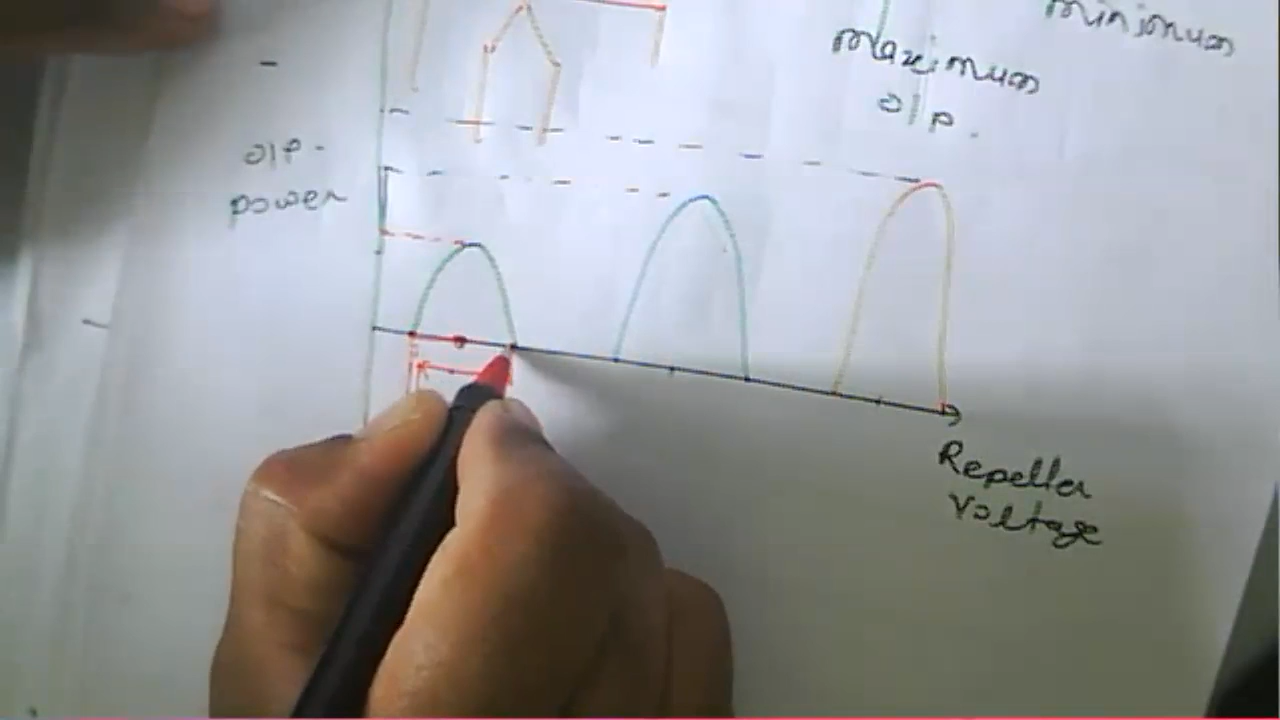 minimum
maximum
o/p.
o/p.
power
Repeller
Voltage